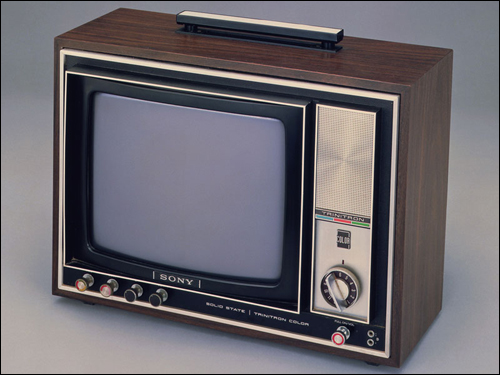 TRINITRON
COLOR
SONY
SOLID STATE | TRINITRON COLOR